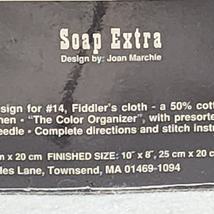 Soap Extra
Design by: Joan Marchie
sign for #14, Fiddler's cloth - a 50% cott
en • "The Color Organizer", with presorte
eedle • Complete directions and stitch inst
m x 20 cm FINISHED SIZE: 10" x 8", 25 cm x 20 c
les Lane, Townsend, MA 01469-1094